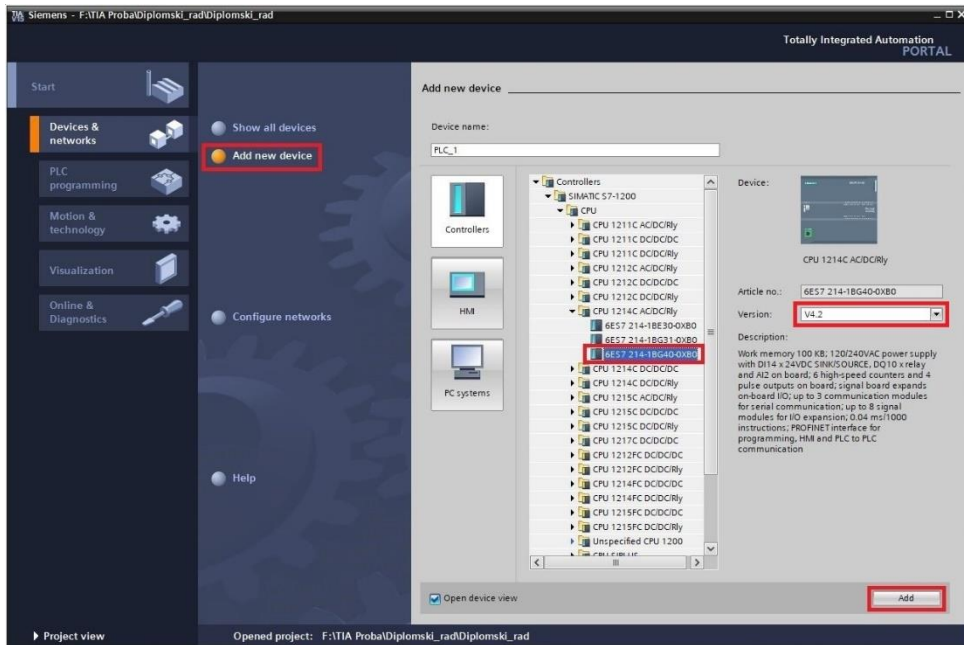 Siemens - F:\TIA Proba\Diplomski_rad\Diplomski_rad
Totally Integrated Automation
PORTAL
Start
Devices &
networks
PLC
programming
Motion &
technology
Visualization
Online &
Diagnostics
Show all devices
Add new device
Configure networks
Help
Add new device
Device name:
PLC_1
Controllers
HMI
PC systems
Controllers
SIMATIC S7-1200
CPU
CPU 1211C AC/DC/Rly
CPU 1211C DC/DC/DC
CPU 1211C DC/DC/Rly
CPU 1212C AC/DC/Rly
CPU 1212C DC/DC/DC
CPU 1212C DC/DC/Rly
CPU 1214C AC/DC/Rly
6ES7 214-1BE30-0XB0
6ES7 214-1BG31-0XB0
6ES7 214-1BG40-0XB0
CPU 1214C DC/DC/DC
CPU 1214C DC/DC/Rly
CPU 1215C AC/DC/Rly
CPU 1215C DC/DC/DC
CPU 1215C DC/DC/Rly
CPU 1217C DC/DC/DC
CPU 1212FC DC/DC/DC
CPU 1212FC DC/DC/Rly
CPU 1214FC DC/DC/DC
CPU 1214FC DC/DC/Rly
CPU 1215FC DC/DC/DC
CPU 1215FC DC/DC/Rly
Unspecified CPU 1200
CPU SIPLUS
Device:
CPU 1214C AC/DC/Rly
Article no.: 6ES7 214-1BG40-0XB0
Version: V4.2
Description:
Work memory 100 KB; 120/240VAC power supply
with DI14 x 24VDC SINK/SOURCE, DQ10 x relay
and AI2 on board; 6 high-speed counters and 4
pulse outputs on board; signal board expands
on-board I/O; up to 3 communication modules
for serial communication; up to 8 signal
modules for I/O expansion; 0.04 ms/1000
instructions; PROFINET interface for
programming, HMI and PLC to PLC
communication
Open device view
Add
Project view
Opened project: F:\TIA Proba\Diplomski_rad\Diplomski_rad